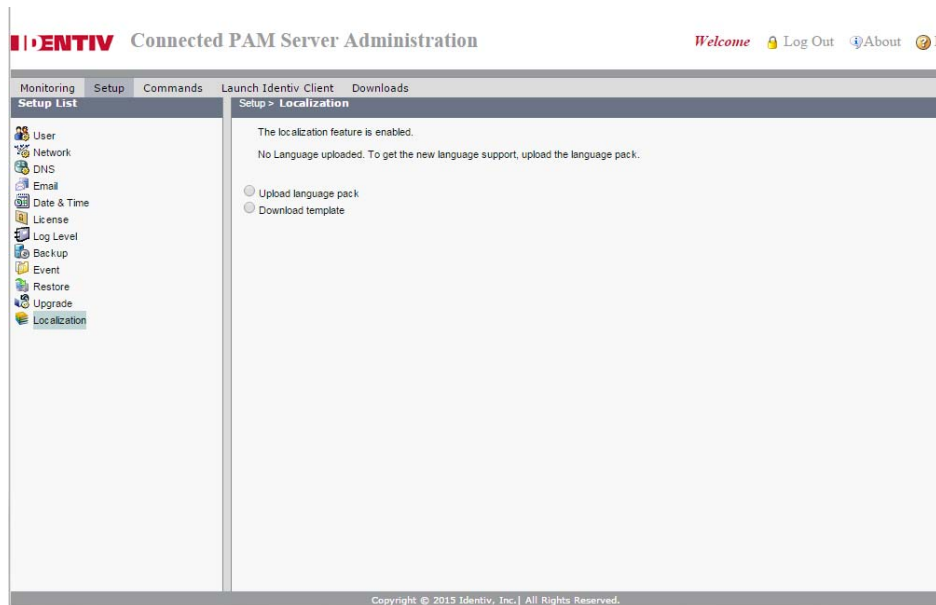 IDENTIV Connected PAM Server Administration
Welcome Log Out About
Monitoring Setup Commands Launch Identiv Client Downloads
Setup List
Setup > Localization
User
Network
DNS
Email
Date & Time
License
Log Level
Backup
Event
Restore
Upgrade
Localization
The localization feature is enabled.
No Language uploaded. To get the new language support, upload the language pack.
Upload language pack
Download template
Copyright © 2015 Identiv, Inc.| All Rights Reserved.